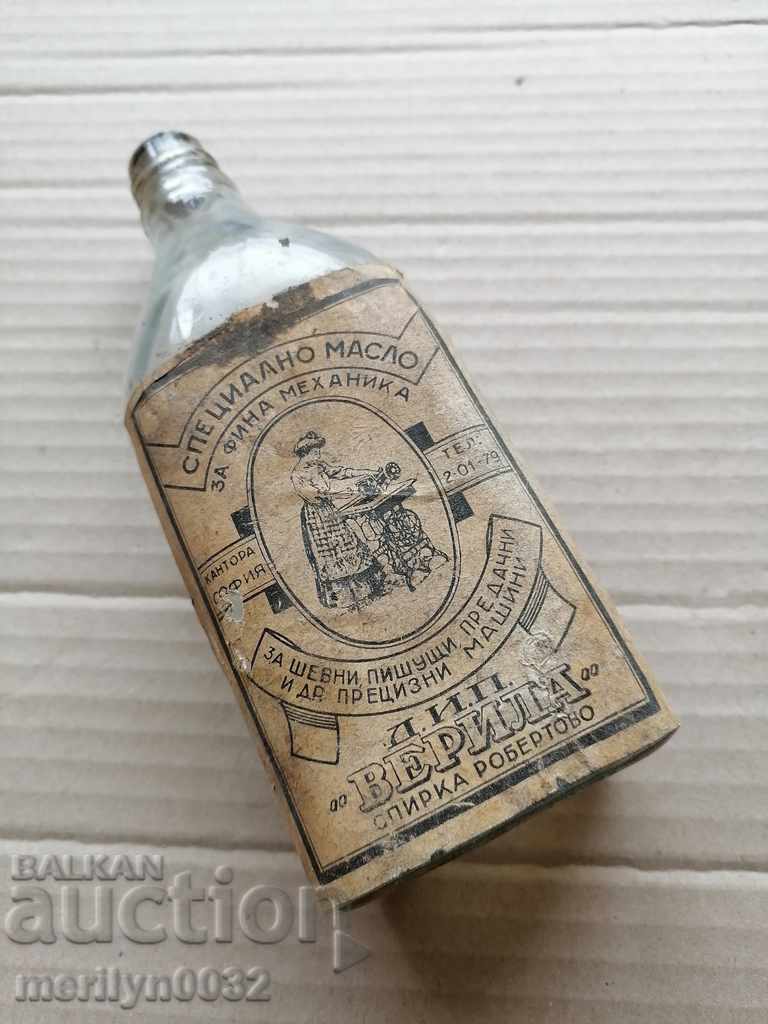 СПЕЦИАЛНО МАСЛО
ЗА ФИНА МЕХАНИКА
ТЕЛ:
2-01-79
КАНТОРА
СОФИЯ
ЗА ШЕВНИ, ПИШУЩИ, ПРЕДАЧНИ
И ДР. ПРЕЦИЗНИ МАШИНИ
Д.И.П.
„ВЕРИЛА“
СПИРКА РОБЕРТОВО
BALKAN
auction
merilyn0032